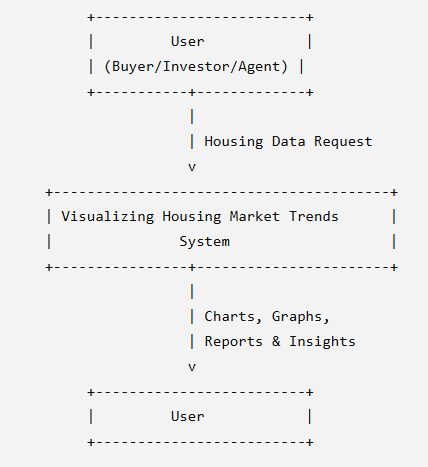 +-------------------------+
|         User            |
| (Buyer/Investor/Agent) |
+-----------+-------------+
|
| Housing Data Request
v
+----------------------------------------+
| Visualizing Housing Market Trends      |
|               System                   |
+----------------+-----------------------+
|
| Charts, Graphs,
| Reports & Insights
v
+-------------------------+
|         User            |
+-------------------------+